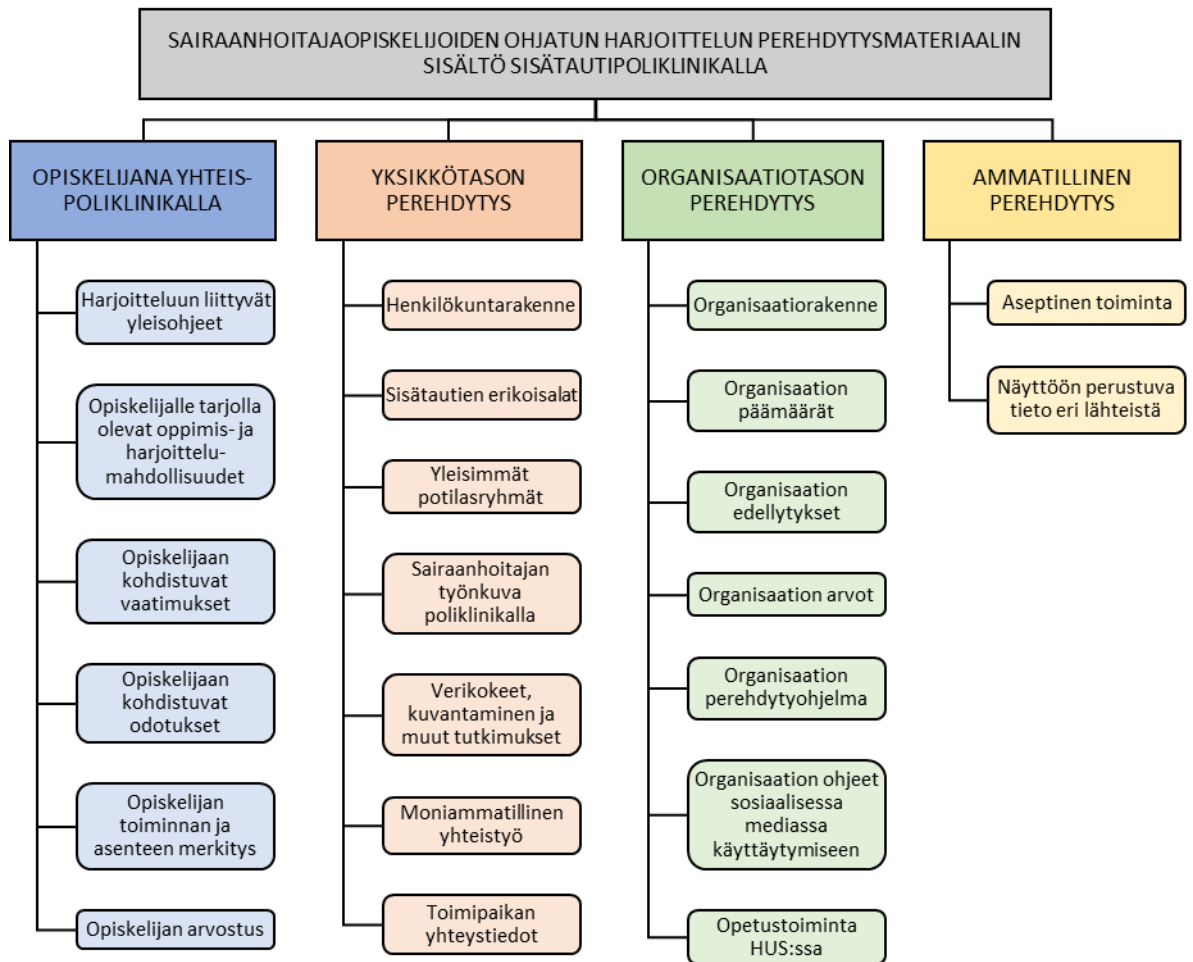 SAIRAANHOITAJAOPISKELIJOIDEN OHJATUN HARJOITTELUN PEREHDYTYSMATERIAALIN
SISÄLTÖ SISÄTAUTIPOLIKLINIKALLA
OPISKELIJANA YHTEIS-
POLIKLINIKALLA
Harjoitteluun liittyvät
yleisohjeet
Opiskelijalle tarjolla
olevat oppimis- ja
harjoittelu-
mahdollisuudet
Opiskelijaan
kohdistuvat
vaatimukset
Opiskelijaan
kohdistuvat
odotukset
Opiskelijan
toiminnan ja
asenteen merkitys
Opiskelijan arvostus
YKSIKKÖTASON
PEREHDYTYS
Henkilökuntarakenne
Sisätautien erikoisalat
Yleisimmät
potilasryhmät
Sairaanhoitajan
työnkuva
poliklinikalla
Verikokeet,
kuvantaminen ja
muut tutkimukset
Moniammatillinen
yhteistyö
Toimipaikan
yhteystiedot
ORGANISAATIOTASON
PEREHDYTYS
Organisaatiorakenne
Organisaation
päämäärät
Organisaation
edellytykset
Organisaation arvot
Organisaation
perehdytyohjelma
Organisaation ohjeet
sosiaalisessa
mediassa
käyttäytymiseen
Opetustoiminta
HUS:ssa
AMMATILLINEN
PEREHDYTYS
Aseptinen toiminta
Näyttöön perustuva
tieto eri lähteistä